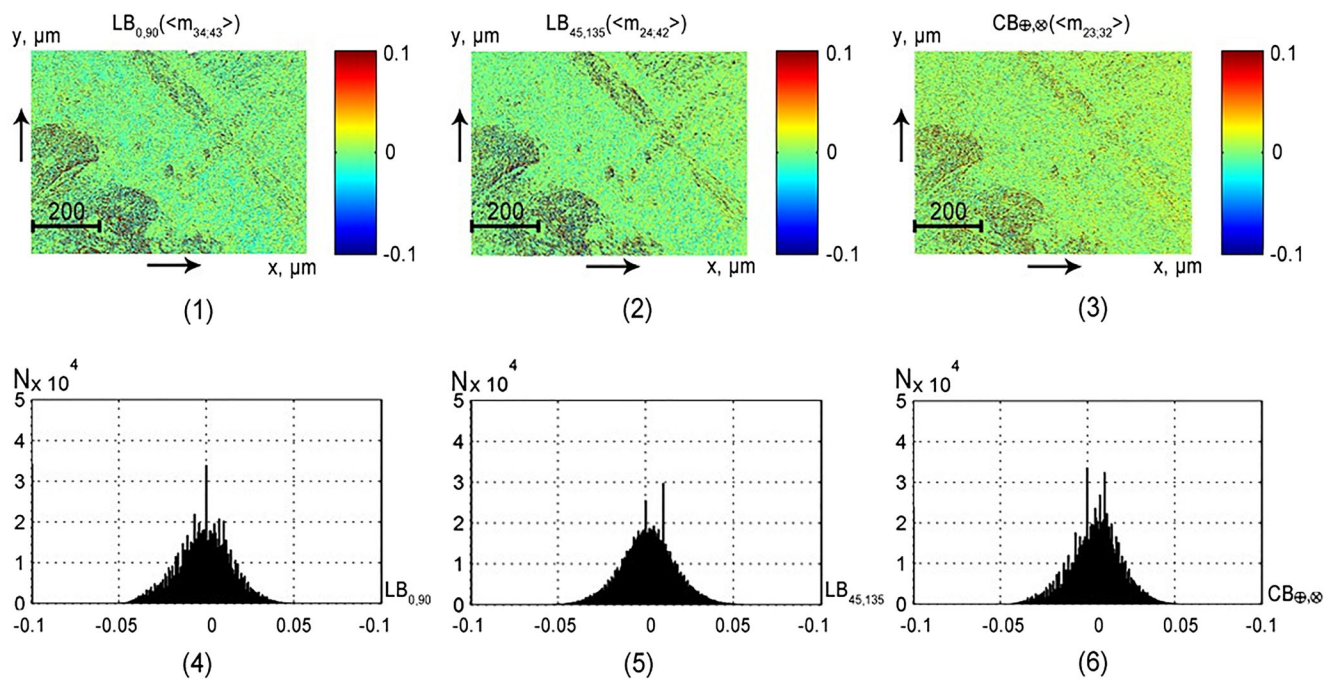 LB0,90(<m34;43>)
y, µm
0.1
0
-0.1
200
x, µm
(1)
LB45,135(<m24;42>)
y, µm
0.1
0
-0.1
200
x, µm
(2)
CB⊕,⊗(<m23;32>)
y, µm
0.1
0
-0.1
200
x, µm
(3)
N x 10 4
5
4
3
2
1
0
-0.1 -0.05 0 0.05 -0.1
LB0,90
(4)
N x 10 4
5
4
3
2
1
0
-0.1 -0.05 0 0.05 -0.1
LB45,135
(5)
N x 10 4
5
4
3
2
1
0
-0.1 -0.05 0 0.05 -0.1
CB⊕,⊗
(6)